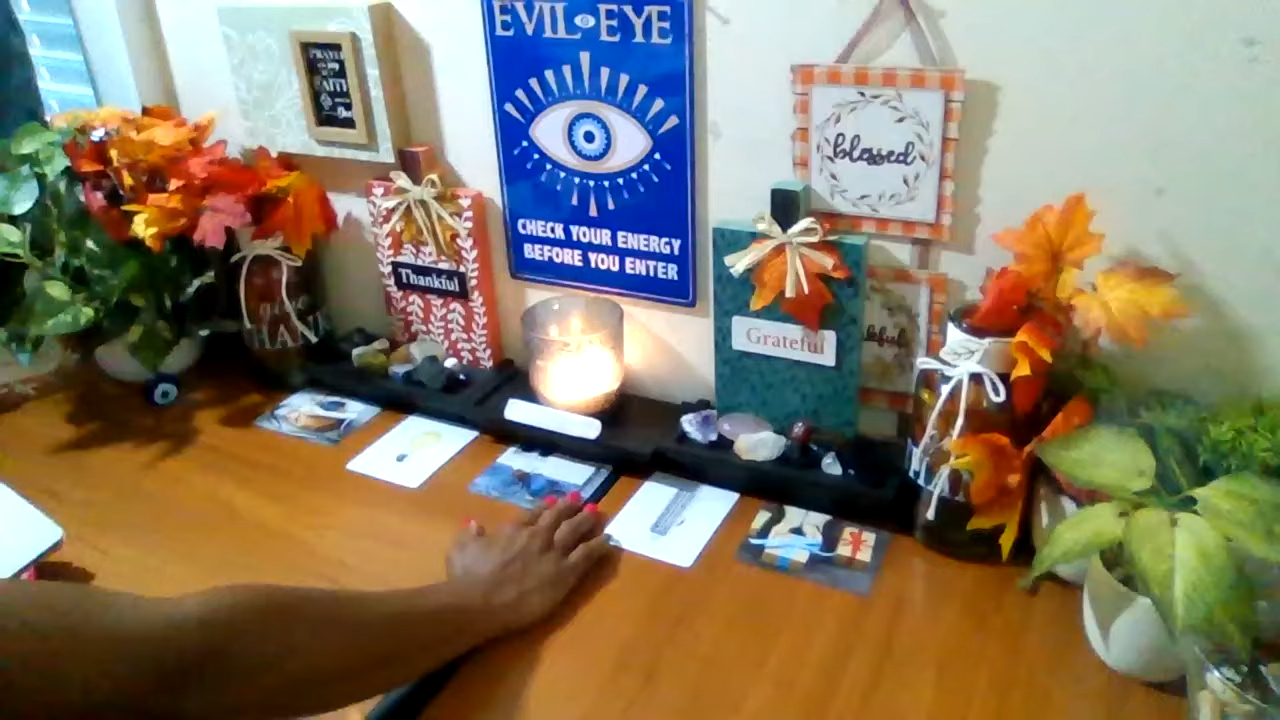 EVIL EYE
CHECK YOUR ENERGY
BEFORE YOU ENTER
blessed
Thankful
Grateful